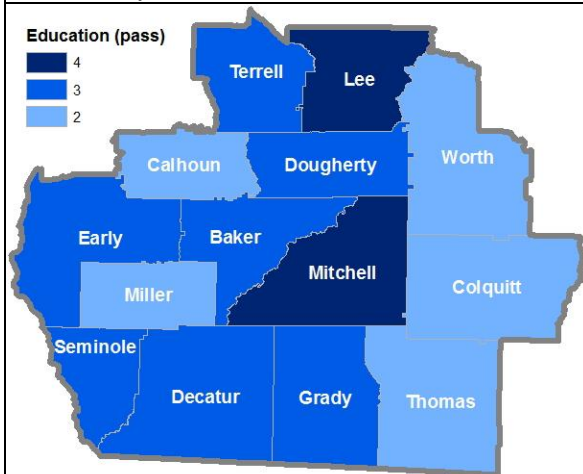 Education (pass)
4
3
2
Terrell
Lee
Calhoun
Dougherty
Worth
Early
Baker
Mitchell
Miller
Colquitt
Seminole
Decatur
Grady
Thomas